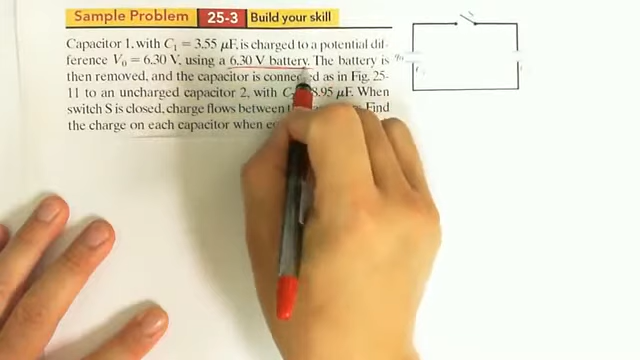 Sample Problem 25-3 Build your skill
Capacitor 1, with C₁ = 3.55 μF, is charged to a potential dif-
ference V₀ = 6.30 V, using a 6.30 V battery. The battery is
then removed, and the capacitor is connected as in Fig. 25-
11 to an uncharged capacitor 2, with 8.95 μF. When
switch S is closed, charge flows between Find
the charge on each capacitor when